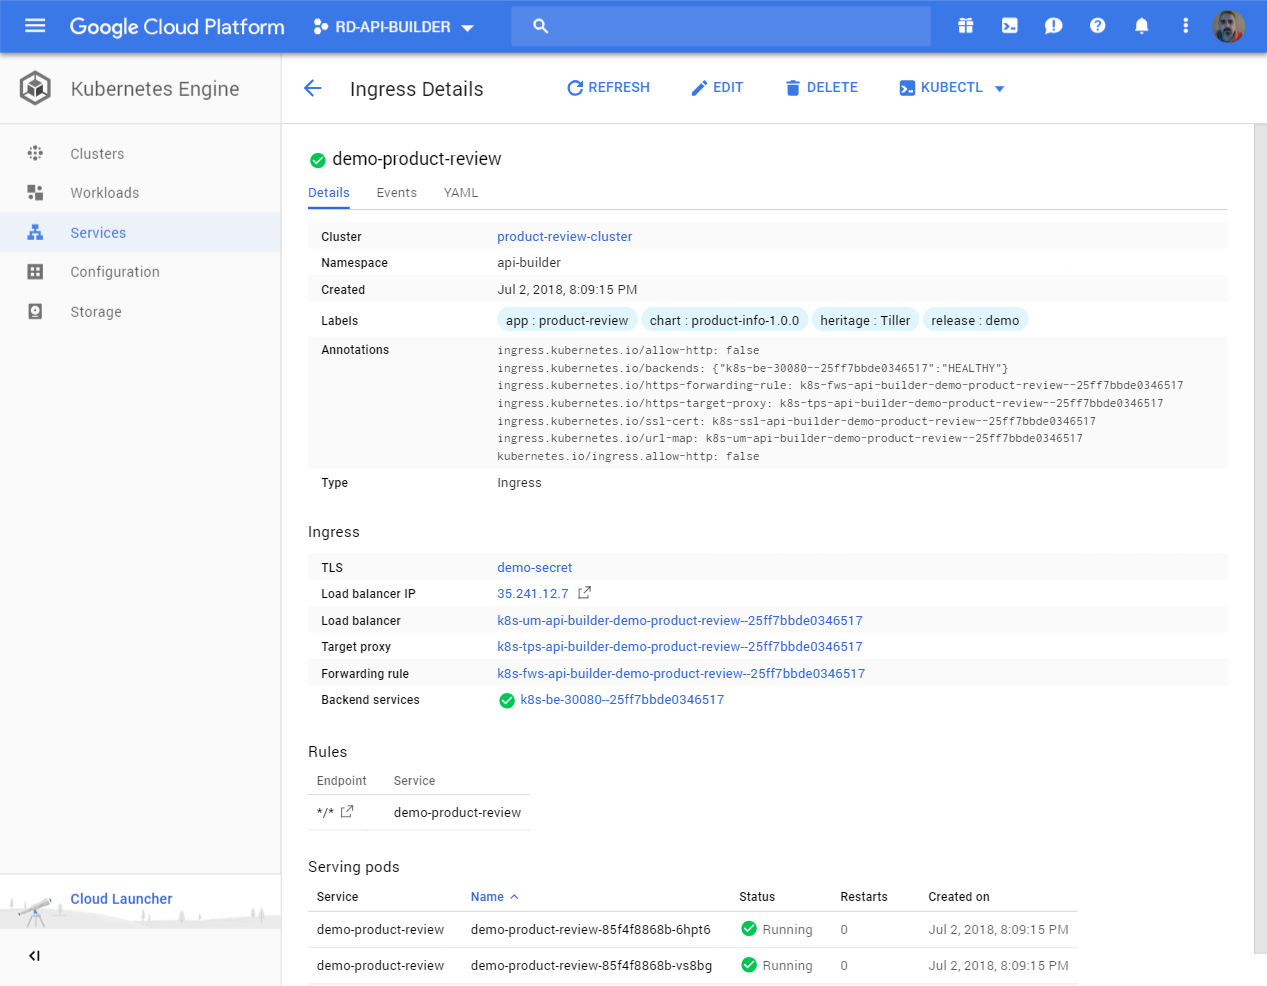 Google Cloud Platform RD-API-BUILDER
Kubernetes Engine
Ingress Details REFRESH EDIT DELETE KUBECTL
Clusters
Workloads
Services
Configuration
Storage
Cloud Launcher
demo-product-review
Details Events YAML
Cluster product-review-cluster
Namespace api-builder
Created Jul 2, 2018, 8:09:15 PM
Labels app : product-review chart : product-info-1.0.0 heritage : Tiller release : demo
Annotations ingress.kubernetes.io/allow-http: false
ingress.kubernetes.io/backends: {"k8s-be-30080--25ff7bbde0346517":"HEALTHY"}
ingress.kubernetes.io/https-forwarding-rule: k8s-fws-api-builder-demo-product-review--25ff7bbde0346517
ingress.kubernetes.io/https-target-proxy: k8s-tps-api-builder-demo-product-review--25ff7bbde0346517
ingress.kubernetes.io/ssl-cert: k8s-ssl-api-builder-demo-product-review--25ff7bbde0346517
ingress.kubernetes.io/url-map: k8s-um-api-builder-demo-product-review--25ff7bbde0346517
kubernetes.io/ingress.allow-http: false
Type Ingress
Ingress
TLS demo-secret
Load balancer IP 35.241.12.7
Load balancer k8s-um-api-builder-demo-product-review--25ff7bbde0346517
Target proxy k8s-tps-api-builder-demo-product-review--25ff7bbde0346517
Forwarding rule k8s-fws-api-builder-demo-product-review--25ff7bbde0346517
Backend services k8s-be-30080--25ff7bbde0346517
Rules
Endpoint Service
*/* demo-product-review
Serving pods
Service Name Status Restarts Created on
demo-product-review demo-product-review-85f4f8868b-6hpt6 Running 0 Jul 2, 2018, 8:09:15 PM
demo-product-review demo-product-review-85f4f8868b-vs8bg Running 0 Jul 2, 2018, 8:09:15 PM